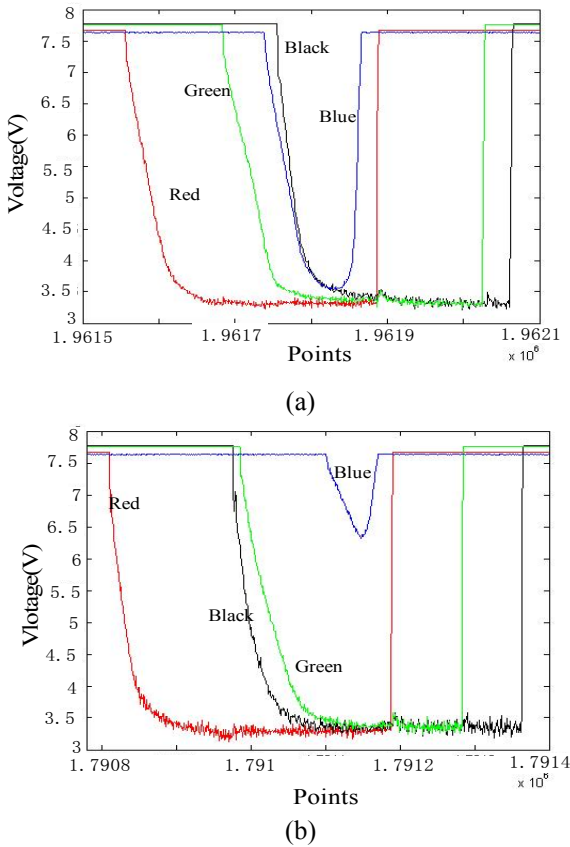 8
7.5
7
6.5
6
5.5
5
4.5
4
3.5
3
Voltage(V)
Black
Green
Blue
Red
1.9615
1.9617
1.9619
1.9621
Points
x 10⁶
(a)
8
7.5
7
6.5
6
5.5
5
4.5
4
3.5
3
Vlotage(V)
Blue
Red
Black
Green
1.7908
1.791
1.7912
1.7914
Points
x 10⁶
(b)